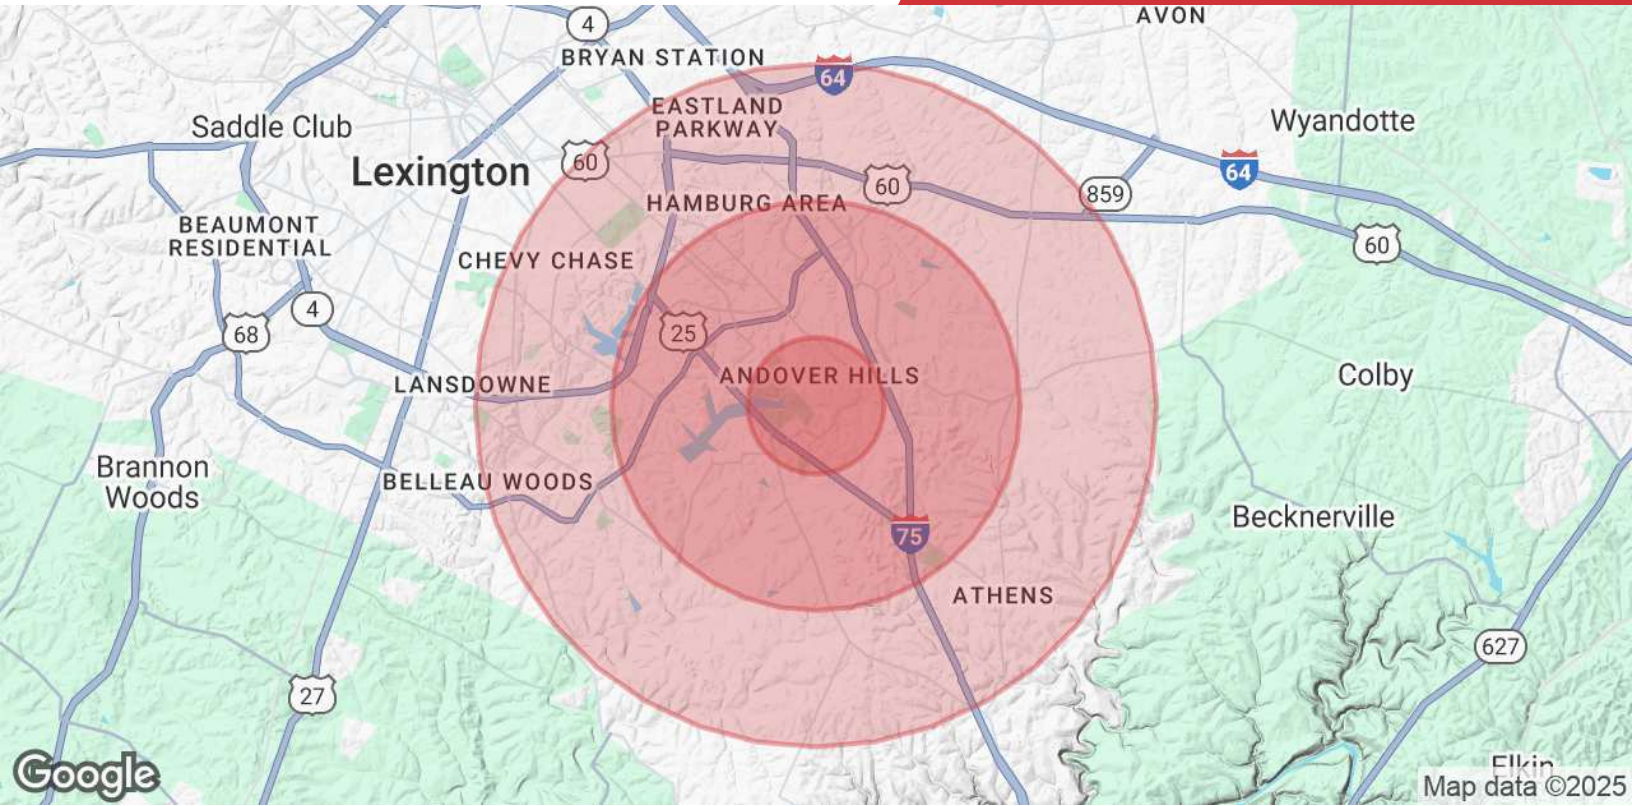 AVON
4
BRYAN STATION
64
EASTLAND
PARKWAY
Saddle Club
Wyandotte
Lexington
60
60
64
859
HAMBURG AREA
BEAUMONT
RESIDENTIAL
60
CHEVY CHASE
4
68
25
ANDOVER HILLS
Colby
LANSDOWNE
Brannon
Woods
BELLEAU WOODS
Becknerville
75
ATHENS
627
27
Elkin
Google
Map data ©2025